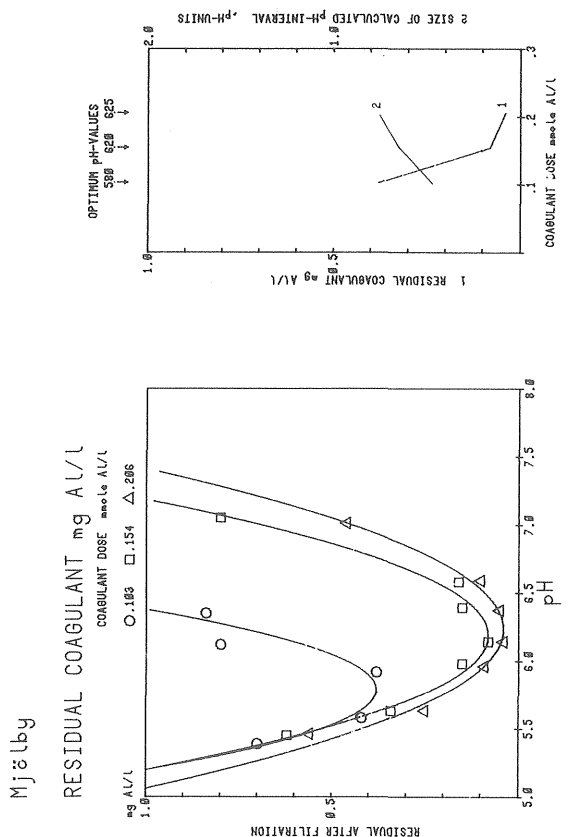 Mjölby
RESIDUAL COAGULANT mg Al/l
COAGULANT DOSE mmole Al/l
○.103 □.154 △.206
mg Al/l
1.0
0.5
RESIDUAL AFTER FILTRATION
5.0 5.5 6.0 6.5 7.0 7.5 8.0
pH
OPTIMUM pH-VALUES
580 620 625
1.0
0.5
1 RESIDUAL COAGULANT mg Al/l
2.0
1.0
2 SIZE OF CALCULATED pH-INTERVAL .pH-UNITS
2
1
.1 .2 .3
COAGULANT DOSE mmole Al/l